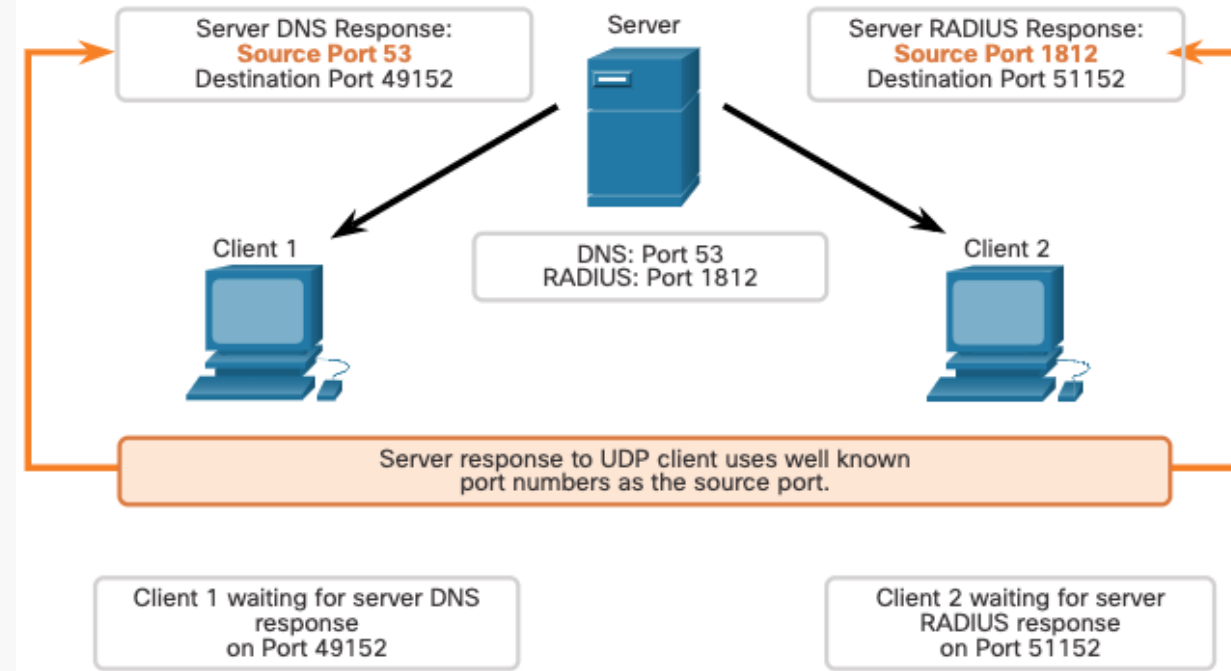 Server DNS Response:
Source Port 53
Destination Port 49152
Server
Server RADIUS Response:
Source Port 1812
Destination Port 51152
Client 1
DNS: Port 53
RADIUS: Port 1812
Client 2
Server response to UDP client uses well known
port numbers as the source port.
Client 1 waiting for server DNS
response
on Port 49152
Client 2 waiting for server
RADIUS response
on Port 51152